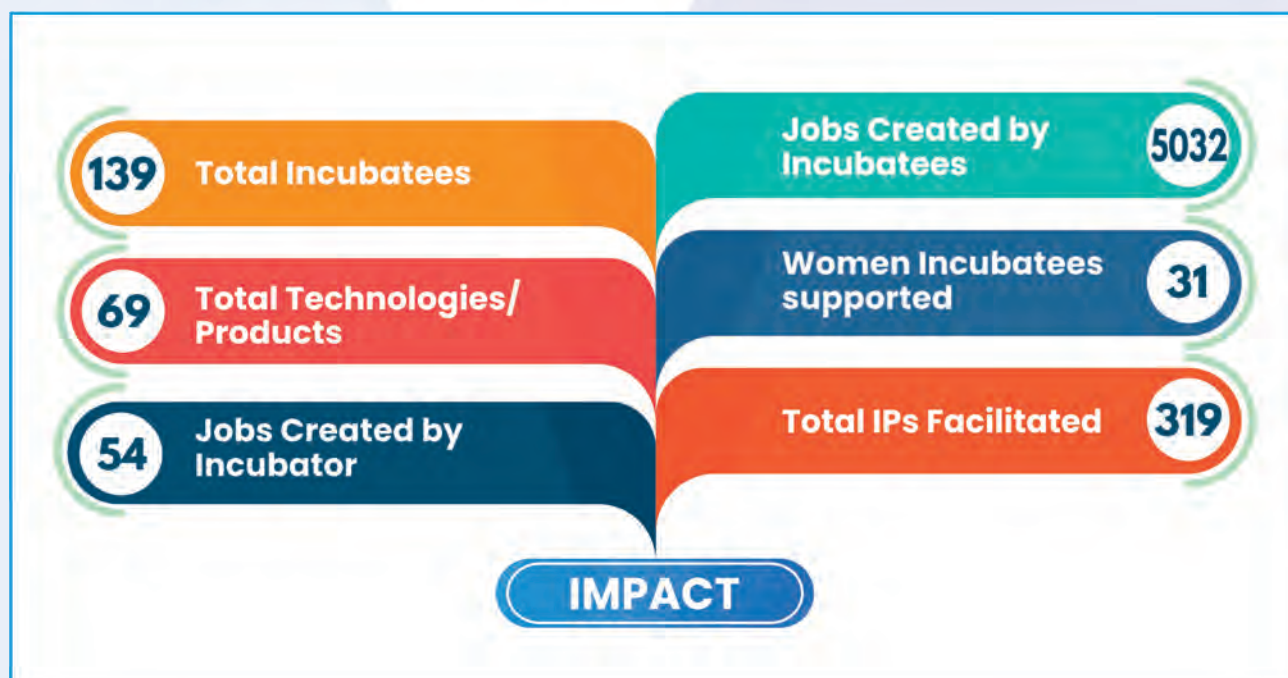 139
Total Incubatees
69
Total Technologies/
Products
54
Jobs Created by
Incubator
Jobs Created by
Incubatees
5032
Women Incubatees
supported
31
Total IPs Facilitated
319
IMPACT